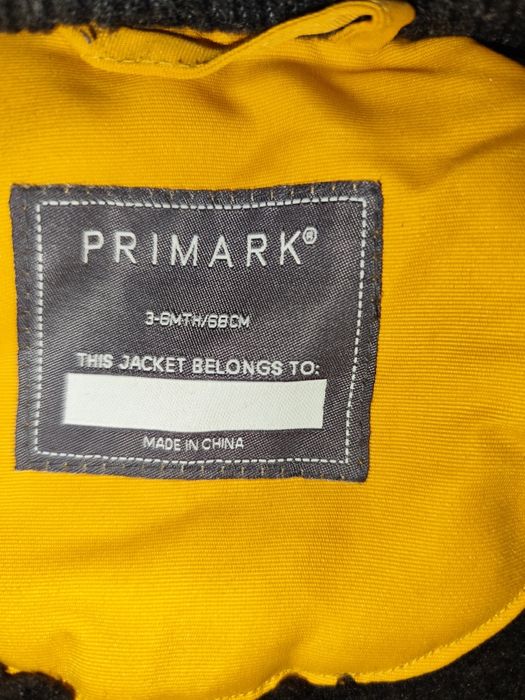 PRIMARK®
3-6MTH/68CM
THIS JACKET BELONGS TO:
MADE IN CHINA